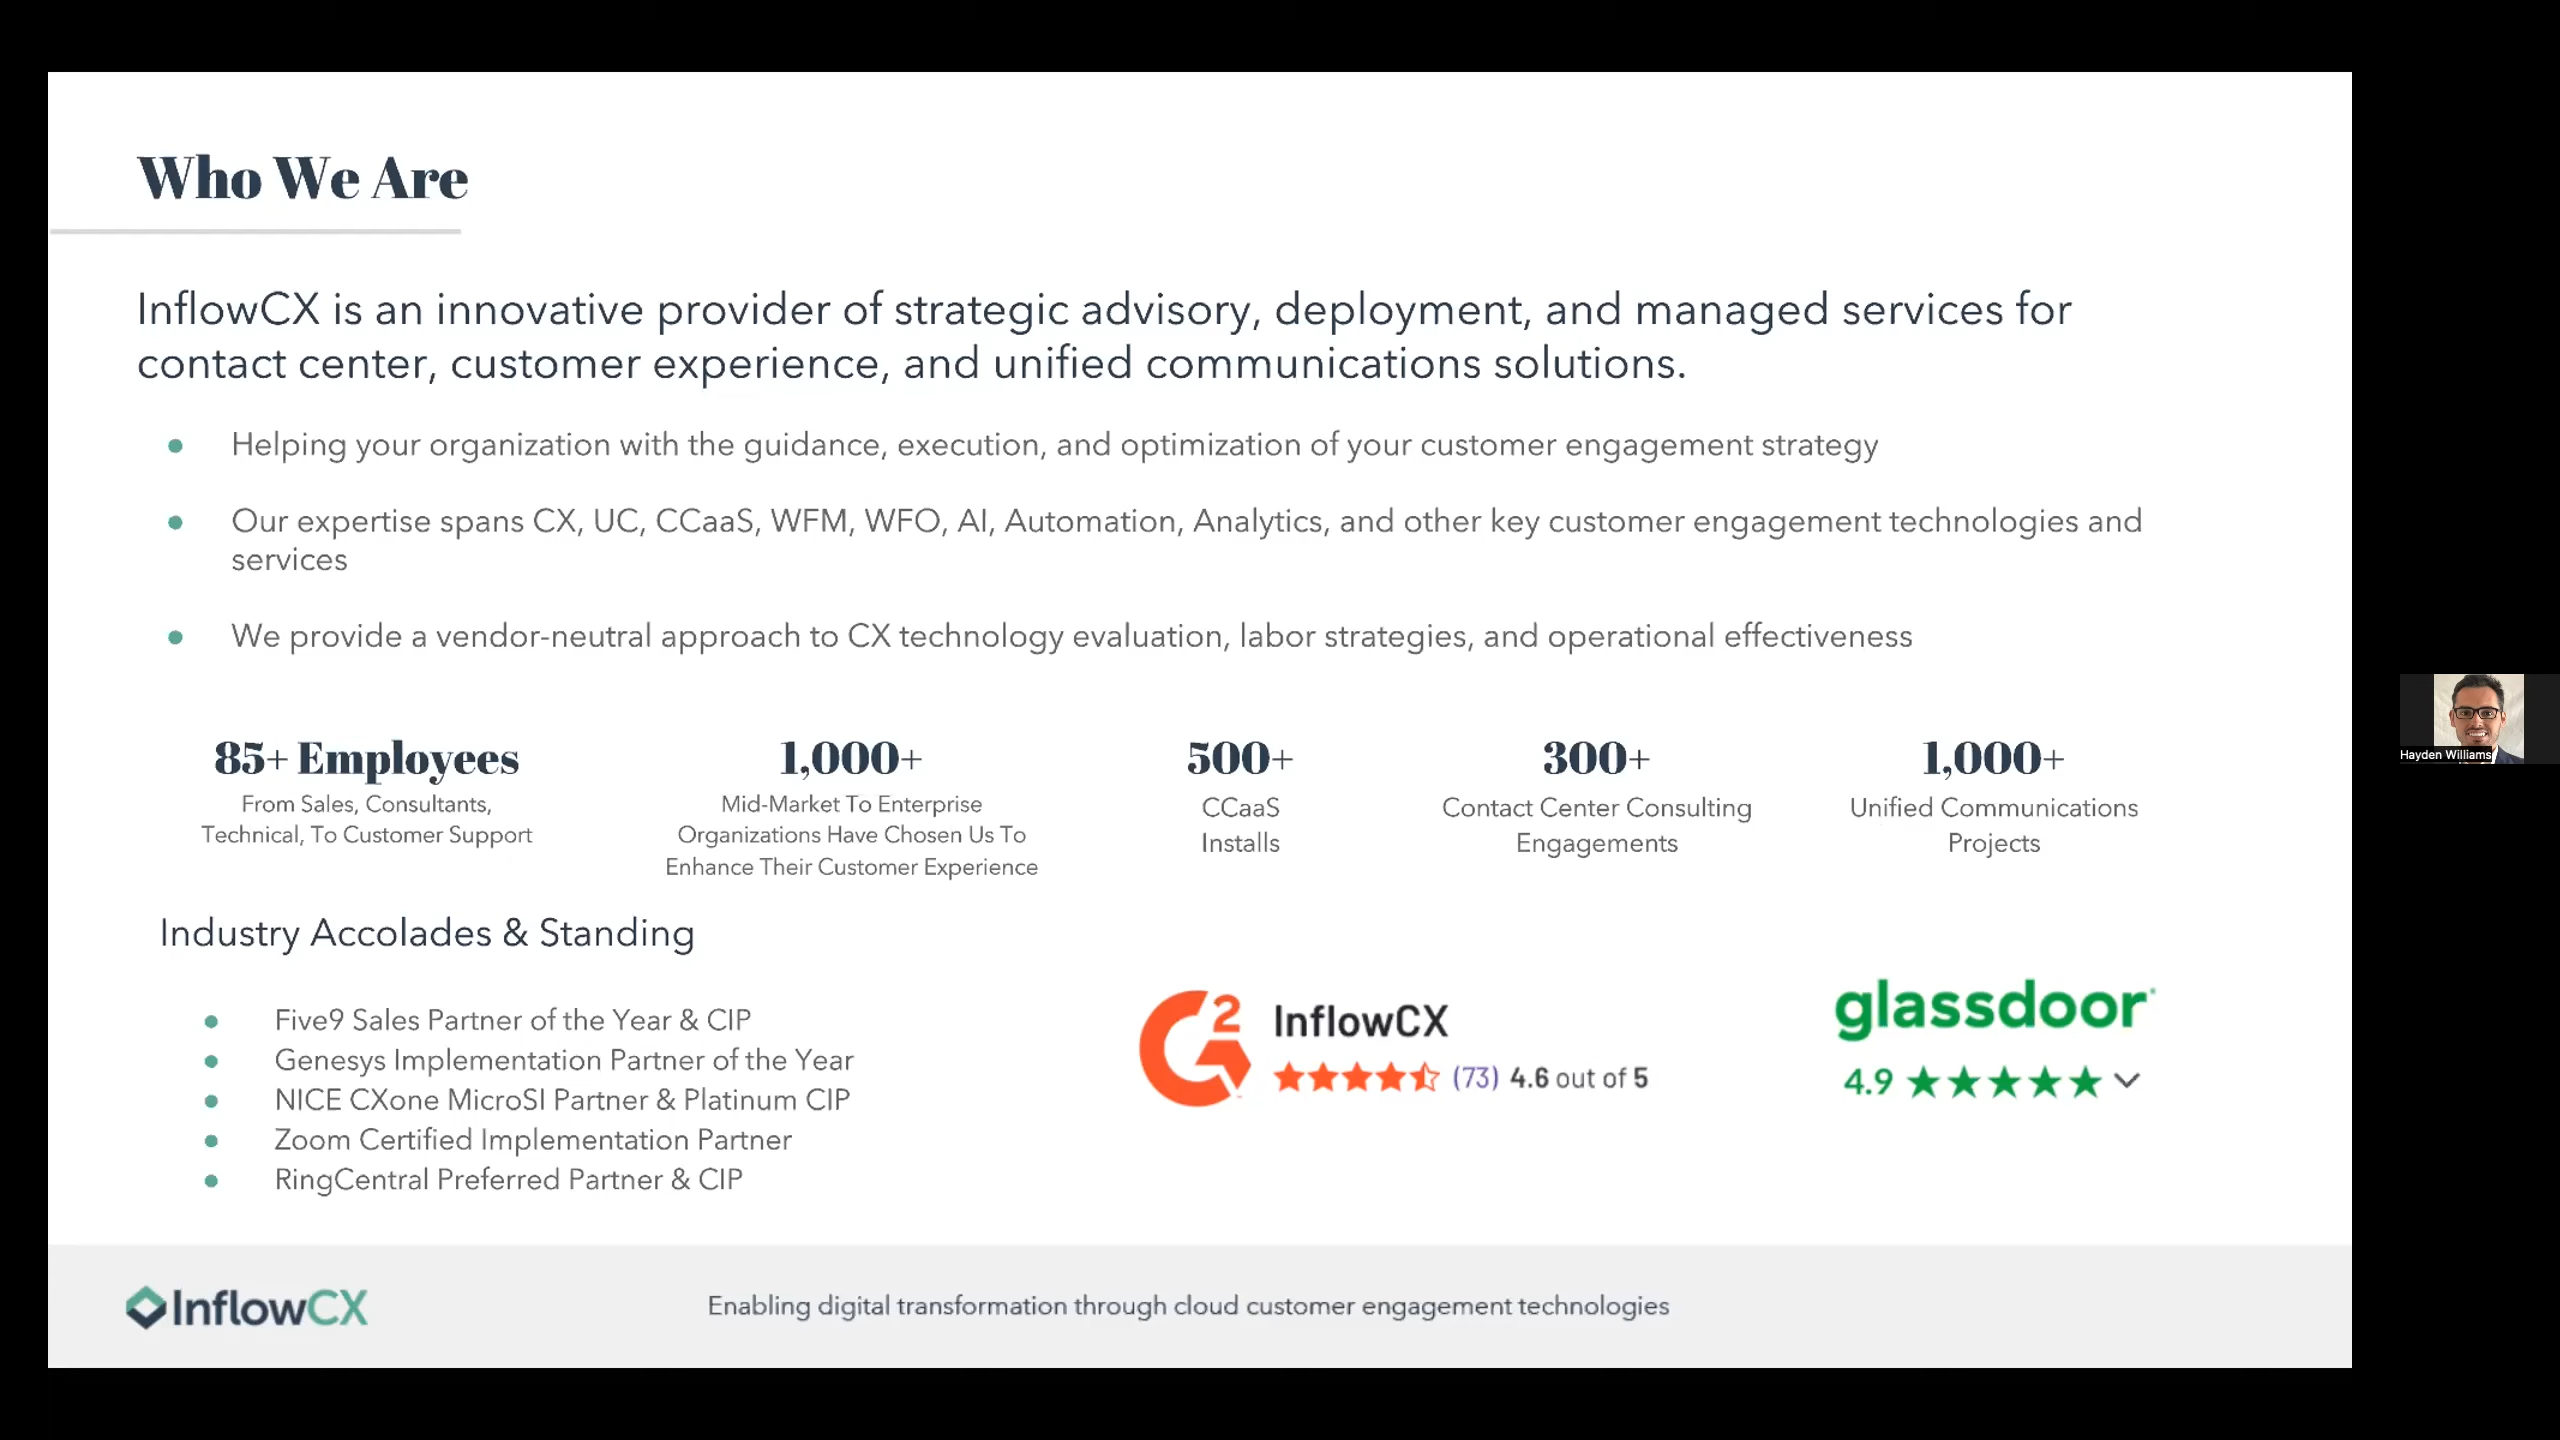 Who We Are
InflowCX is an innovative provider of strategic advisory, deployment, and managed services for
contact center, customer experience, and unified communications solutions.
● Helping your organization with the guidance, execution, and optimization of your customer engagement strategy
● Our expertise spans CX, UC, CCaaS, WFM, WFO, AI, Automation, Analytics, and other key customer engagement technologies and
services
● We provide a vendor-neutral approach to CX technology evaluation, labor strategies, and operational effectiveness
85+ Employees
From Sales, Consultants,
Technical, To Customer Support
1,000+
Mid-Market To Enterprise
Organizations Have Chosen Us To
Enhance Their Customer Experience
500+
CCaaS
Installs
300+
Contact Center Consulting
Engagements
1,000+
Unified Communications
Projects
Hayden Williams
Industry Accolades & Standing
● Five9 Sales Partner of the Year & CIP
● Genesys Implementation Partner of the Year
● NICE CXone MicroSI Partner & Platinum CIP
● Zoom Certified Implementation Partner
● RingCentral Preferred Partner & CIP
G2
InflowCX
(73) 4.6 out of 5
glassdoor
4.9
InflowCX
Enabling digital transformation through cloud customer engagement technologies